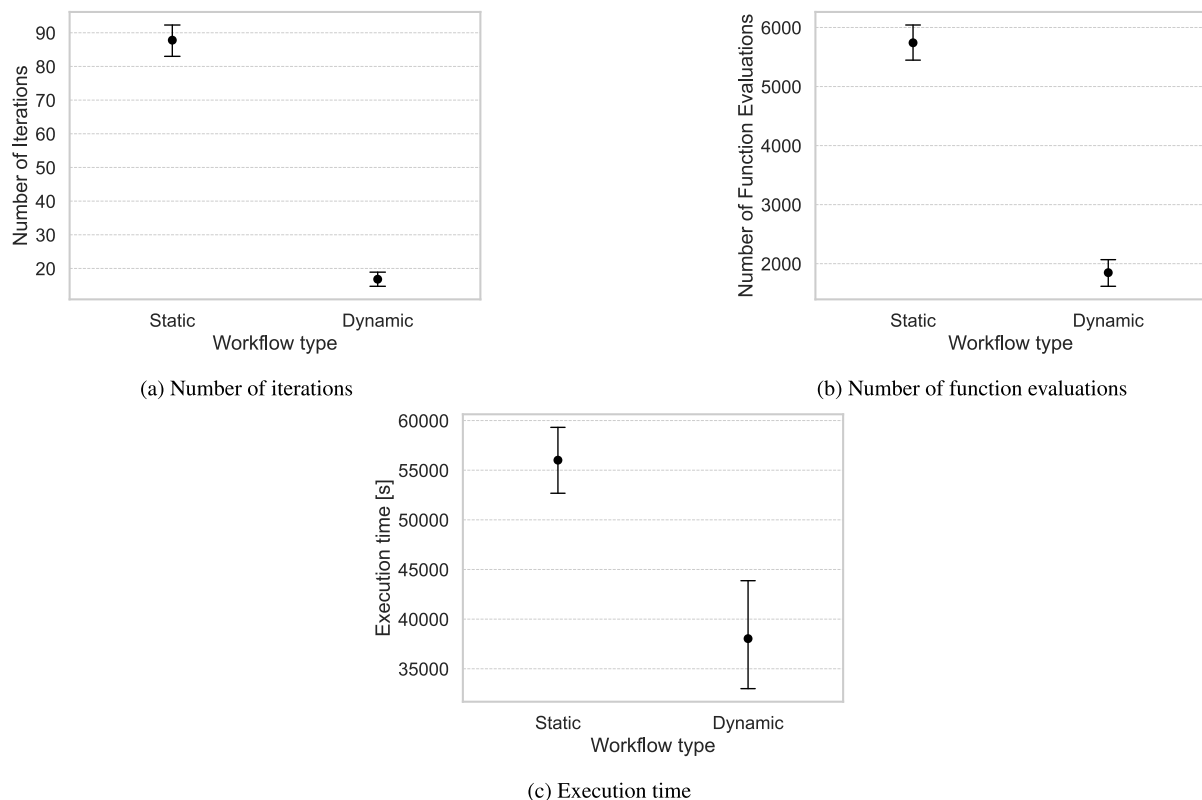 90
80
70
60
50
40
30
20
Number of Iterations
Static Dynamic
Workflow type
(a) Number of iterations
6000
5000
4000
3000
2000
Number of Function Evaluations
Static Dynamic
Workflow type
(b) Number of function evaluations
60000
55000
50000
45000
40000
35000
Execution time [s]
Static Dynamic
Workflow type
(c) Execution time